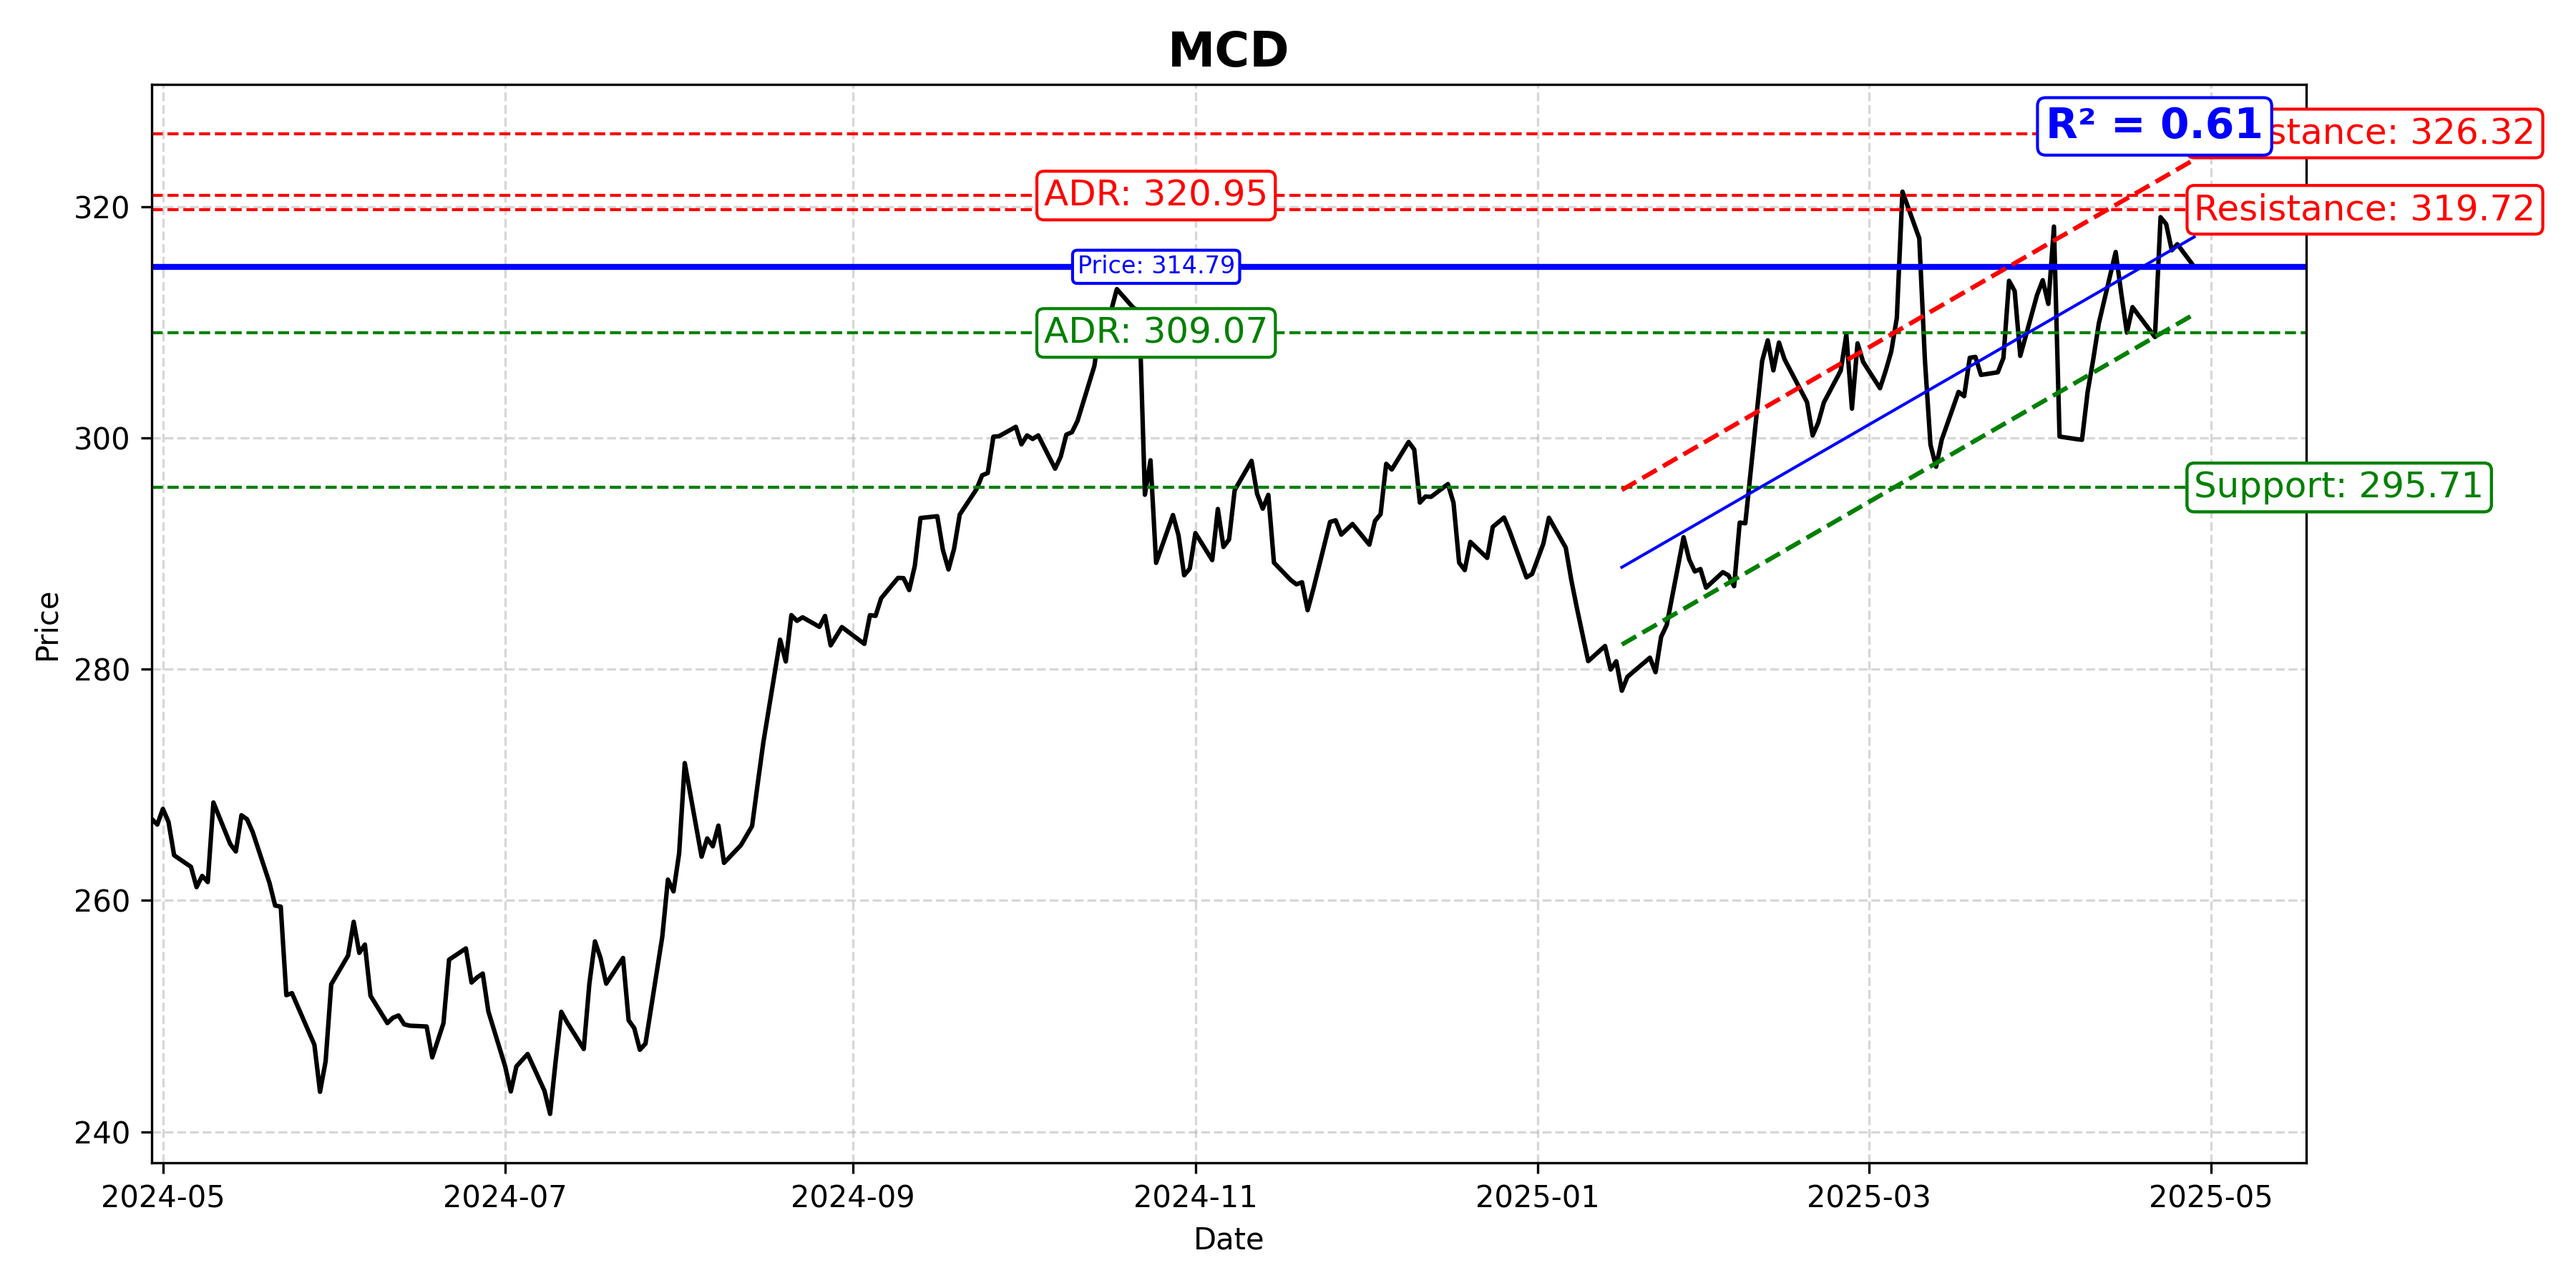 MCD
R² = 0.61
stance: 326.32
ADR: 320.95
Resistance: 319.72
Price: 314.79
ADR: 309.07
Support: 295.71
320
300
280
260
240
Price
2024-05
2024-07
2024-09
2024-11
2025-01
2025-03
2025-05
Date